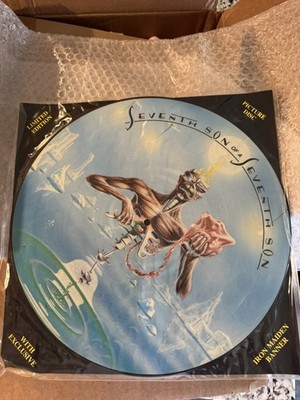 LIMITED
EDITION
PICTURE
DISC
SEVENTH SON OF A SEVENTH SON
WITH
EXCLUSIVE
IRON MAIDEN
BANNER